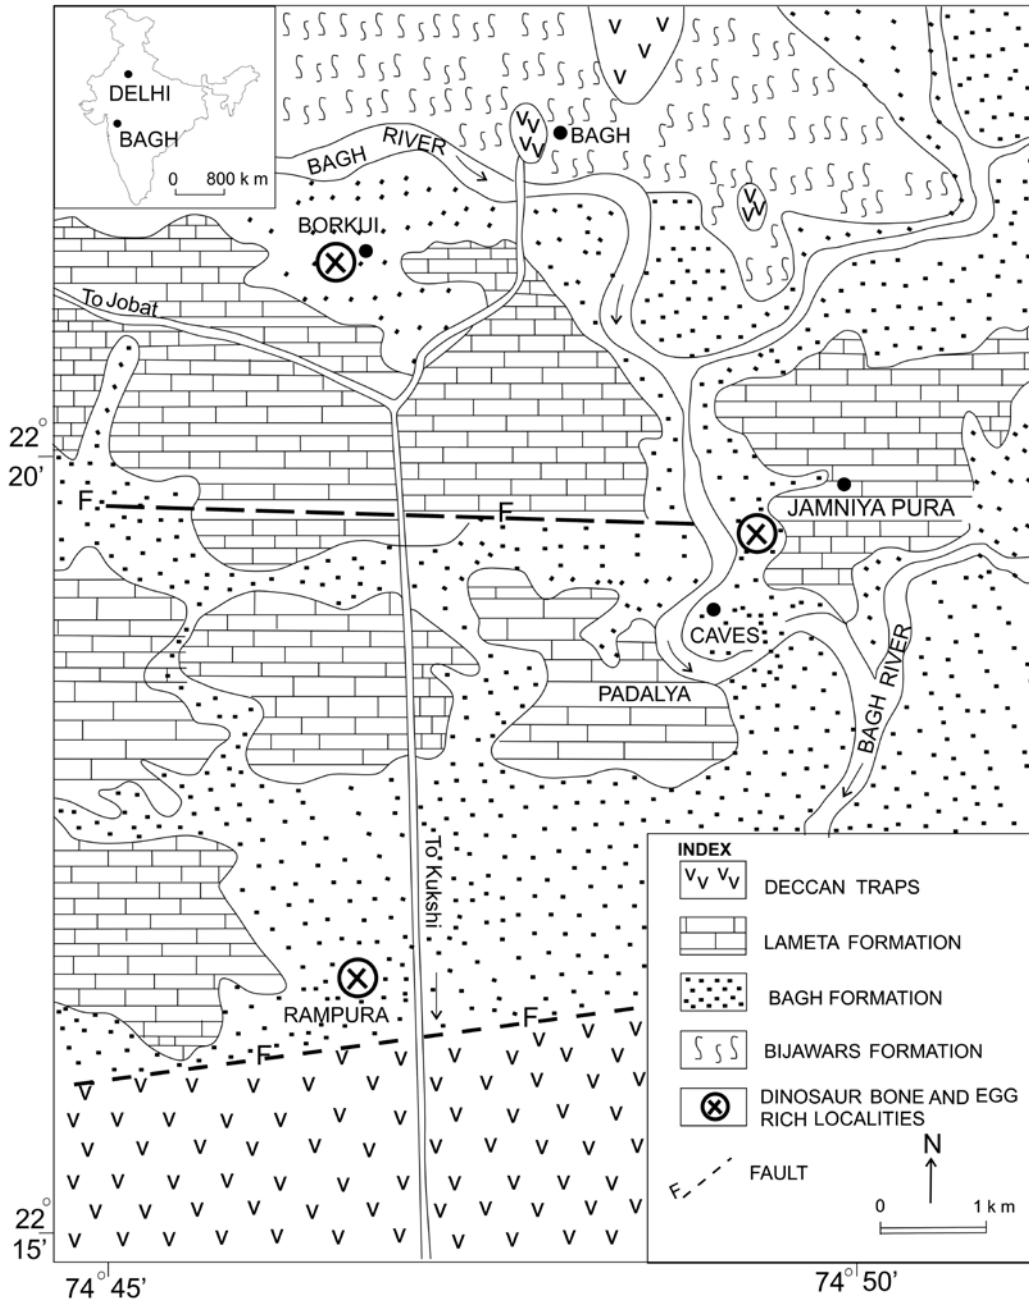 DELHI
BAGH
0 800 k m
BAGH RIVER
BAGH
BORKUI
To Jobat
22°
20'
F
F
JAMNIYA PURA
CAVES
PADALYA
BAGH RIVER
To Kukshi
RAMPURA
F
F
INDEX
DECCAN TRAPS
LAMETA FORMATION
BAGH FORMATION
BIJAWARS FORMATION
DINOSAUR BONE AND EGG
RICH LOCALITIES
F
FAULT
N
0 1 k m
22°
15'
74°45'
74°50'